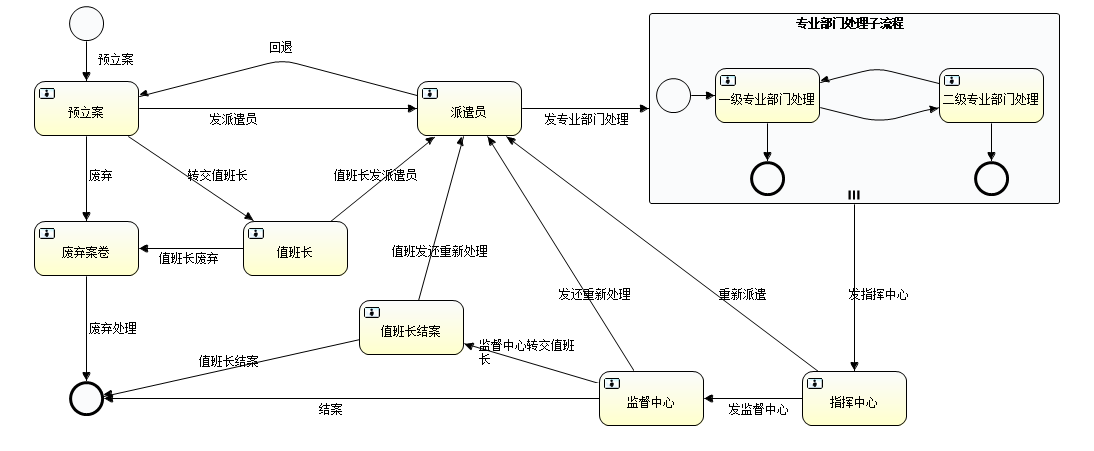 专业部门处理子流程
回退
预立案
预立案
发派遣员
派遣员
发专业部门处理
一级专业部门处理
二级专业部门处理
废弃
转交值班长
值班长发派遣员
废弃案卷
值班长废弃
值班长
值班发还重新处理
发还重新处理
重新派遣
发指挥中心
废弃处理
值班长结案
值班长结案
监督中心转交值班
长
结案
监督中心
发监督中心
指挥中心